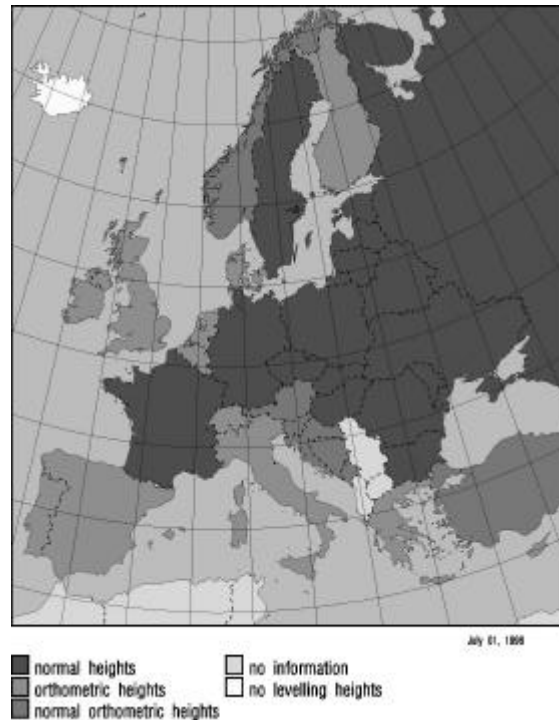 July 01, 1998
normal heights
orthometric heights
normal orthometric heights
no information
no levelling heights